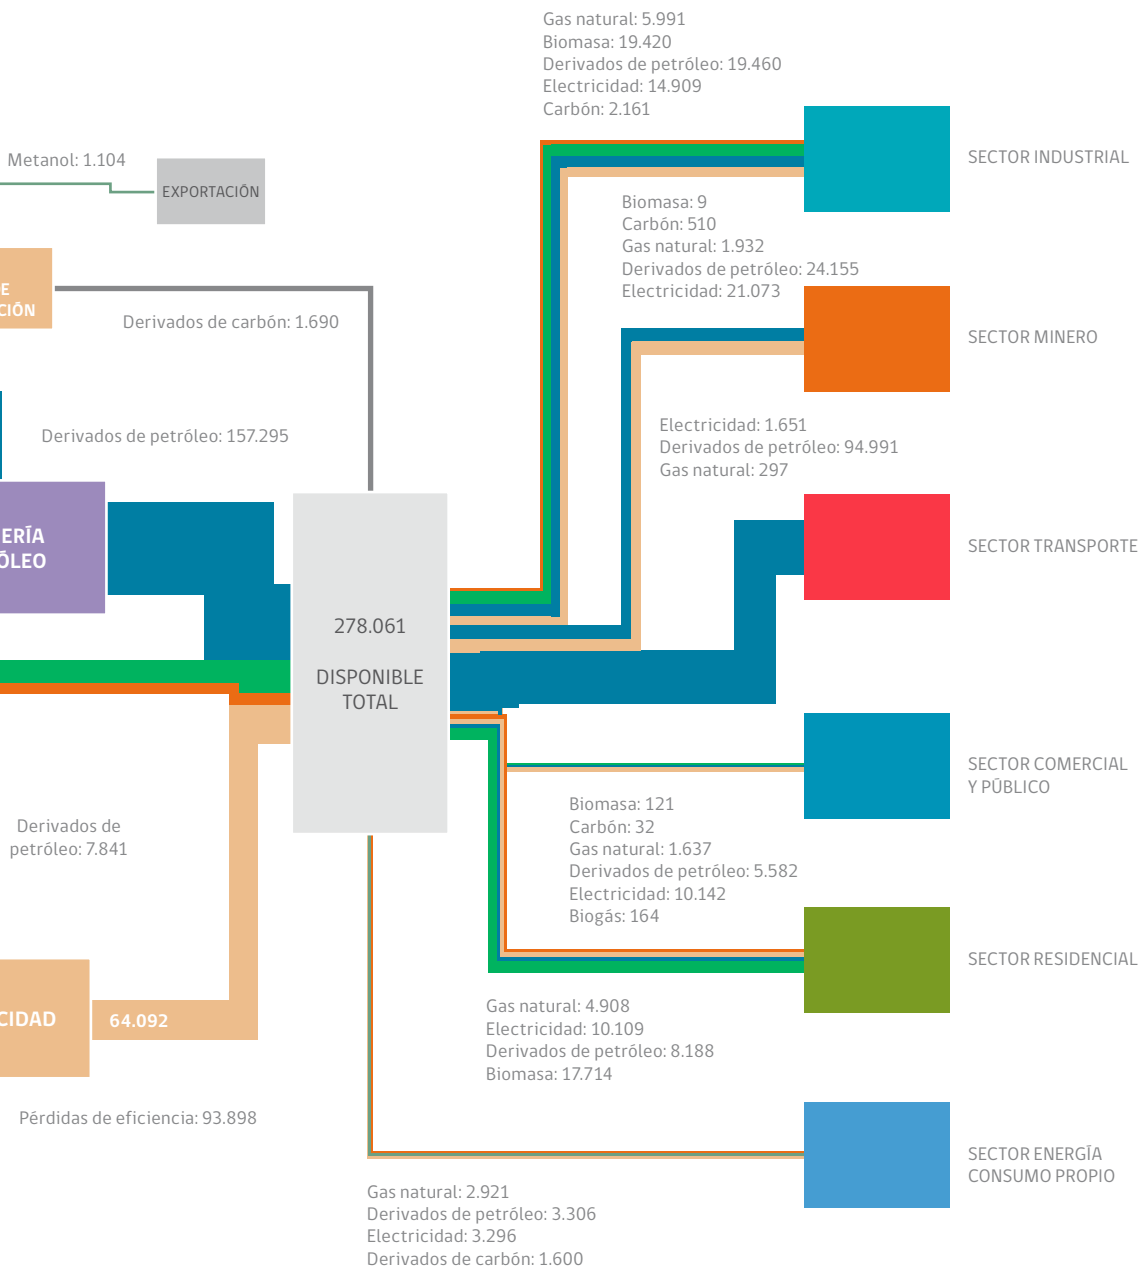 Gas natural: 5.991
Biomasa: 19.420
Derivados de petróleo: 19.460
Electricidad: 14.909
Carbón: 2.161
SECTOR INDUSTRIAL
Metanol: 1.104
EXPORTACIÓN
Biomasa: 9
Carbón: 510
Gas natural: 1.932
Derivados de petróleo: 24.155
Electricidad: 21.073
E
CIÓN
Derivados de carbón: 1.690
SECTOR MINERO
Derivados de petróleo: 157.295
Electricidad: 1.651
Derivados de petróleo: 94.991
Gas natural: 297
ERÍA
ÓLEO
SECTOR TRANSPORTE
278.061
DISPONIBLE
TOTAL
SECTOR COMERCIAL
Y PÚBLICO
Derivados de
petróleo: 7.841
Biomasa: 121
Carbón: 32
Gas natural: 1.637
Derivados de petróleo: 5.582
Electricidad: 10.142
Biogás: 164
SECTOR RESIDENCIAL
CIDAD
64.092
Gas natural: 4.908
Electricidad: 10.109
Derivados de petróleo: 8.188
Biomasa: 17.714
Pérdidas de eficiencia: 93.898
SECTOR ENERGÍA
CONSUMO PROPIO
Gas natural: 2.921
Derivados de petróleo: 3.306
Electricidad: 3.296
Derivados de carbón: 1.600